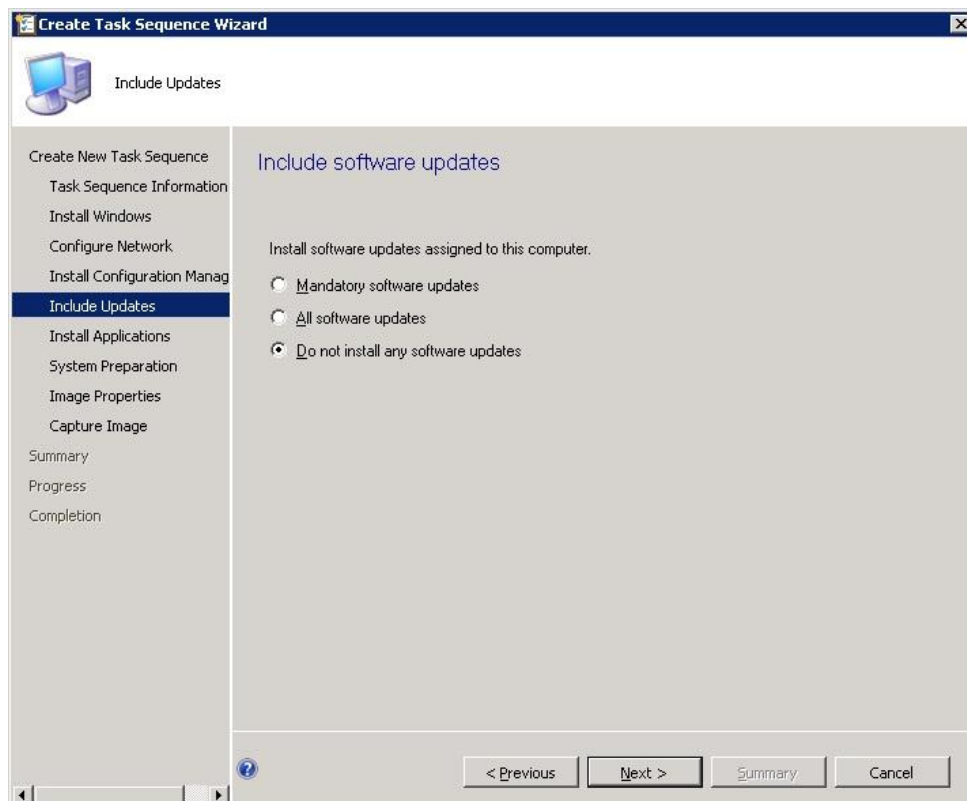 Create Task Sequence Wizard
Include Updates
Create New Task Sequence
Task Sequence Information
Install Windows
Configure Network
Install Configuration Manag
Include Updates
Install Applications
System Preparation
Image Properties
Capture Image
Summary
Progress
Completion
Include software updates
Install software updates assigned to this computer.
Mandatory software updates
All software updates
Do not install any software updates
< Previous
Next >
Summary
Cancel